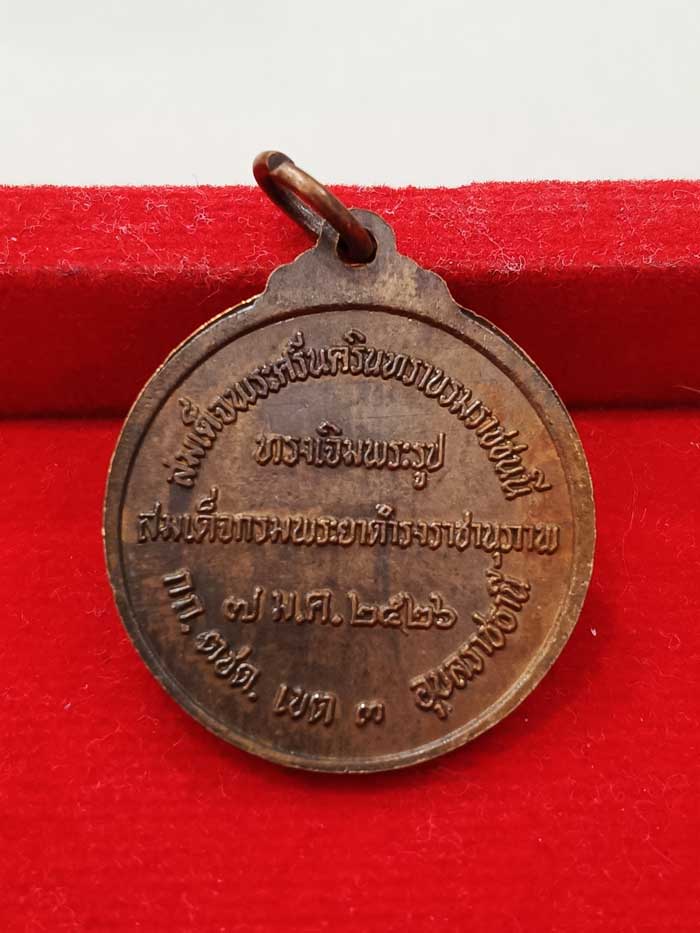 สมเด็จพระศรีนครินทราบรมราชชนนี
ทรงเจิมพระรูป
สมเด็จกรมพระยาดำรงราชานุภาพ
๗ ม.ค. ๒๕๒๖
กก. ตชด. เขต ๓ อุบลราชธานี